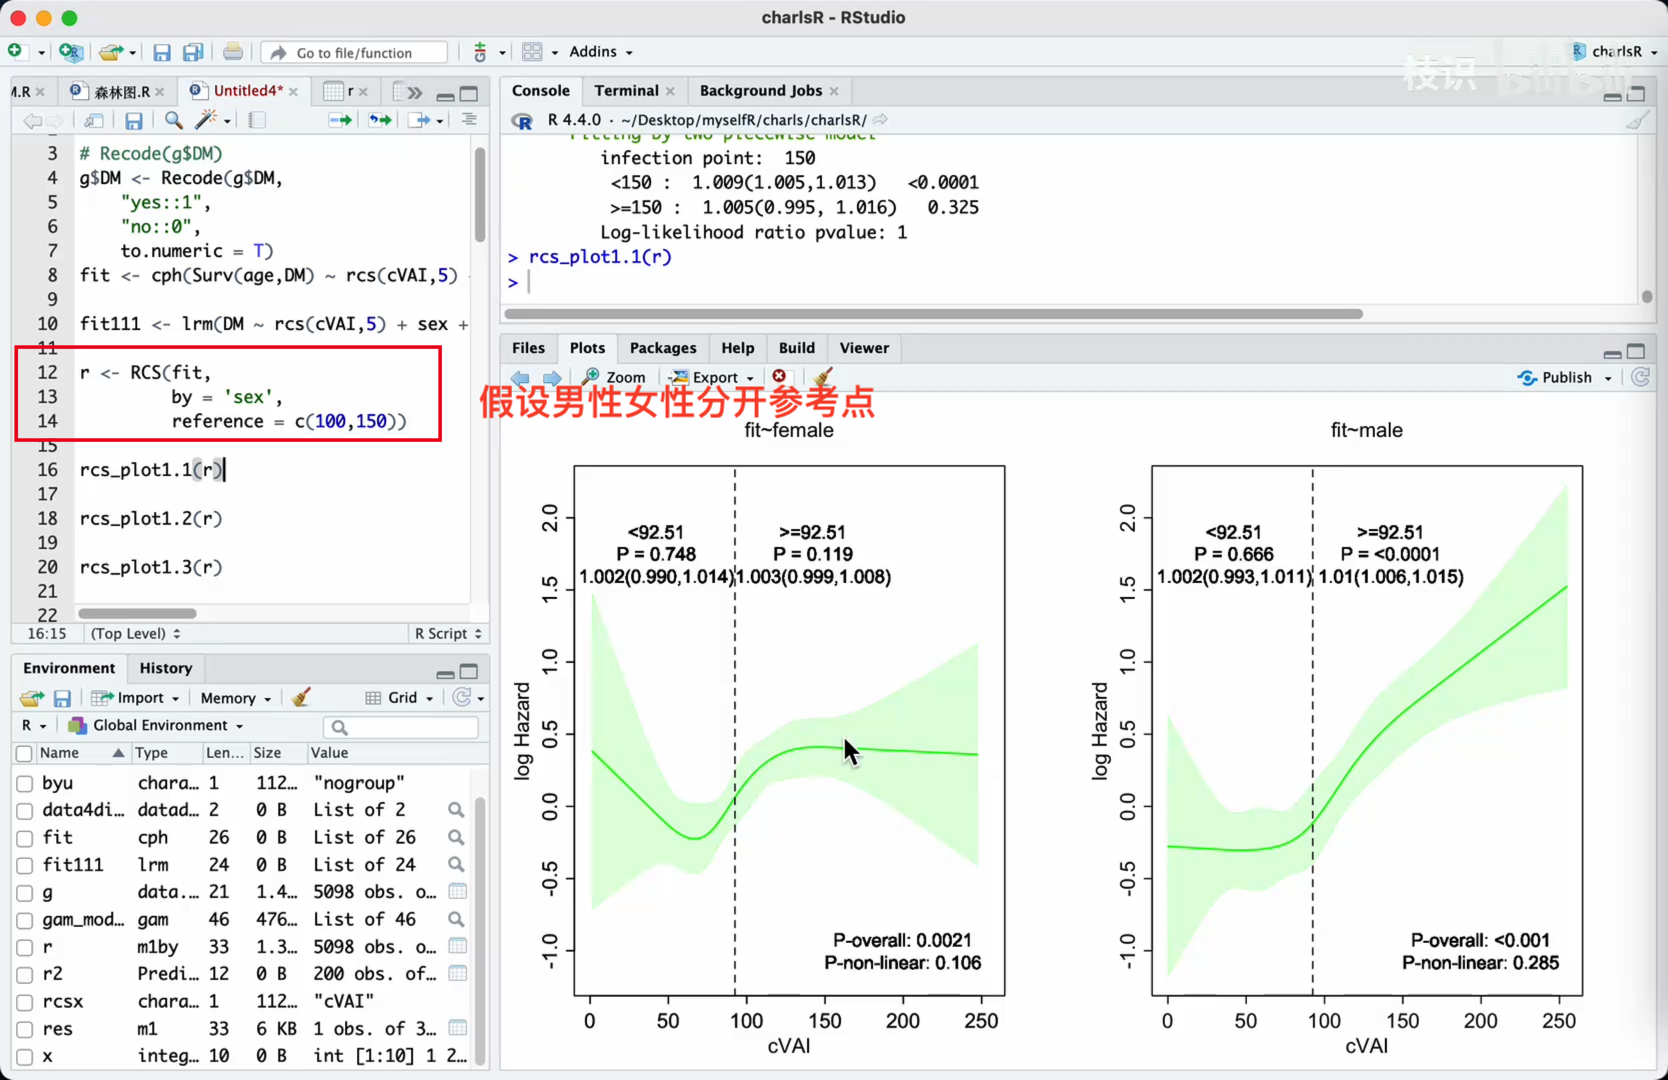 charlsR - RStudio
Go to file/function
Addins
charlsR
枝识 bilibili
M.R
森林图.R
Untitled4*
r
3 # Recode(g$DM)
4 g$DM <- Recode(g$DM,
5 "yes::1",
6 "no::0",
7 to.numeric = T)
8 fit <- cph(Surv(age,DM) ~ rcs(cVAI,5)
9
10 fit111 <- lrm(DM ~ rcs(cVAI,5) + sex +
11
12 r <- RCS(fit,
13 by = 'sex',
14 reference = c(100,150))
15
16 rcs_plot1.1(r)
17
18 rcs_plot1.2(r)
19
20 rcs_plot1.3(r)
21
22
16:15 (Top Level) R Script
Console Terminal Background Jobs
R 4.4.0 · ~/Desktop/myselfR/charls/charlsR/
Fitting by two-piecewise model
infection point: 150
<150 : 1.009(1.005,1.013) <0.0001
>=150 : 1.005(0.995, 1.016) 0.325
Log-likelihood ratio pvalue: 1
> rcs_plot1.1(r)
>
Files Plots Packages Help Build Viewer
Zoom Export Publish
假设男性女性分开参考点
fit~female
<92.51
P = 0.748
1.002(0.990,1.014)
>=92.51
P = 0.119
1.003(0.999,1.008)
log Hazard
2.0
1.5
1.0
0.5
0.0
-0.5
-1.0
P-overall: 0.0021
P-non-linear: 0.106
0 50 100 150 200 250
cVAI
fit~male
<92.51
P = 0.666
1.002(0.993,1.011)
>=92.51
P = <0.0001
1.01(1.006,1.015)
log Hazard
2.0
1.5
1.0
0.5
0.0
-0.5
-1.0
P-overall: <0.001
P-non-linear: 0.285
0 50 100 150 200 250
cVAI
Environment History
Import Memory Grid
R Global Environment
Name Type Len... Size Value
byu chara... 1 112... "nogroup"
data4di... datad... 2 0 B List of 2
fit cph 26 0 B List of 26
fit111 lrm 24 0 B List of 24
g data.... 21 1.4... 5098 obs. o...
gam_mod... gam 46 476... List of 46
r m1by 33 1.3... 5098 obs. o...
r2 Predi... 12 0 B 200 obs. of...
rcsx chara... 1 112... "cVAI"
res m1 33 6 KB 1 obs. of 3...
x integ... 10 0 B int [1:10] 1 2...